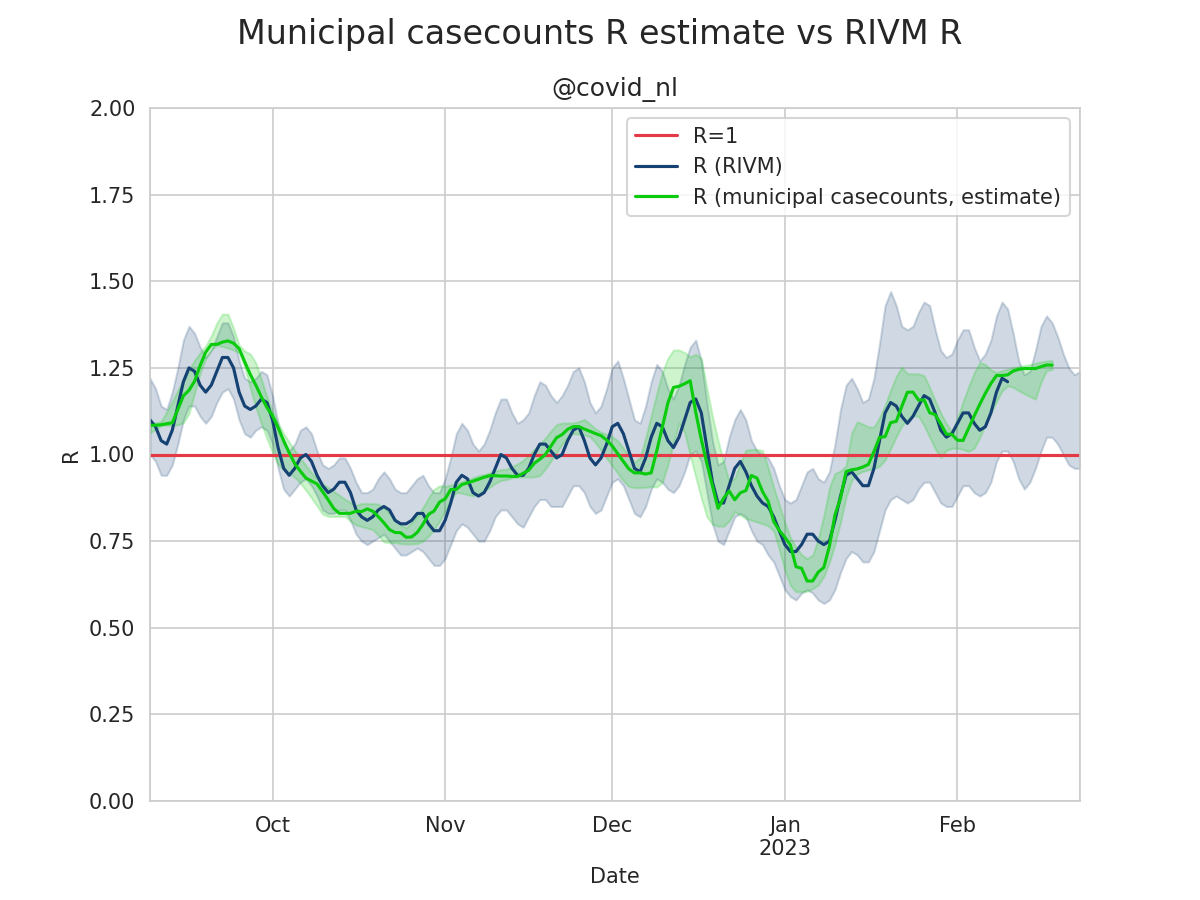 Municipal casecounts R estimate vs RIVM R
@covid_nl
R=1
R (RIVM)
R (municipal casecounts, estimate)
2.00
1.75
1.50
1.25
1.00
0.75
0.50
0.25
0.00
R
Oct Nov Dec Jan Feb
2023
Date